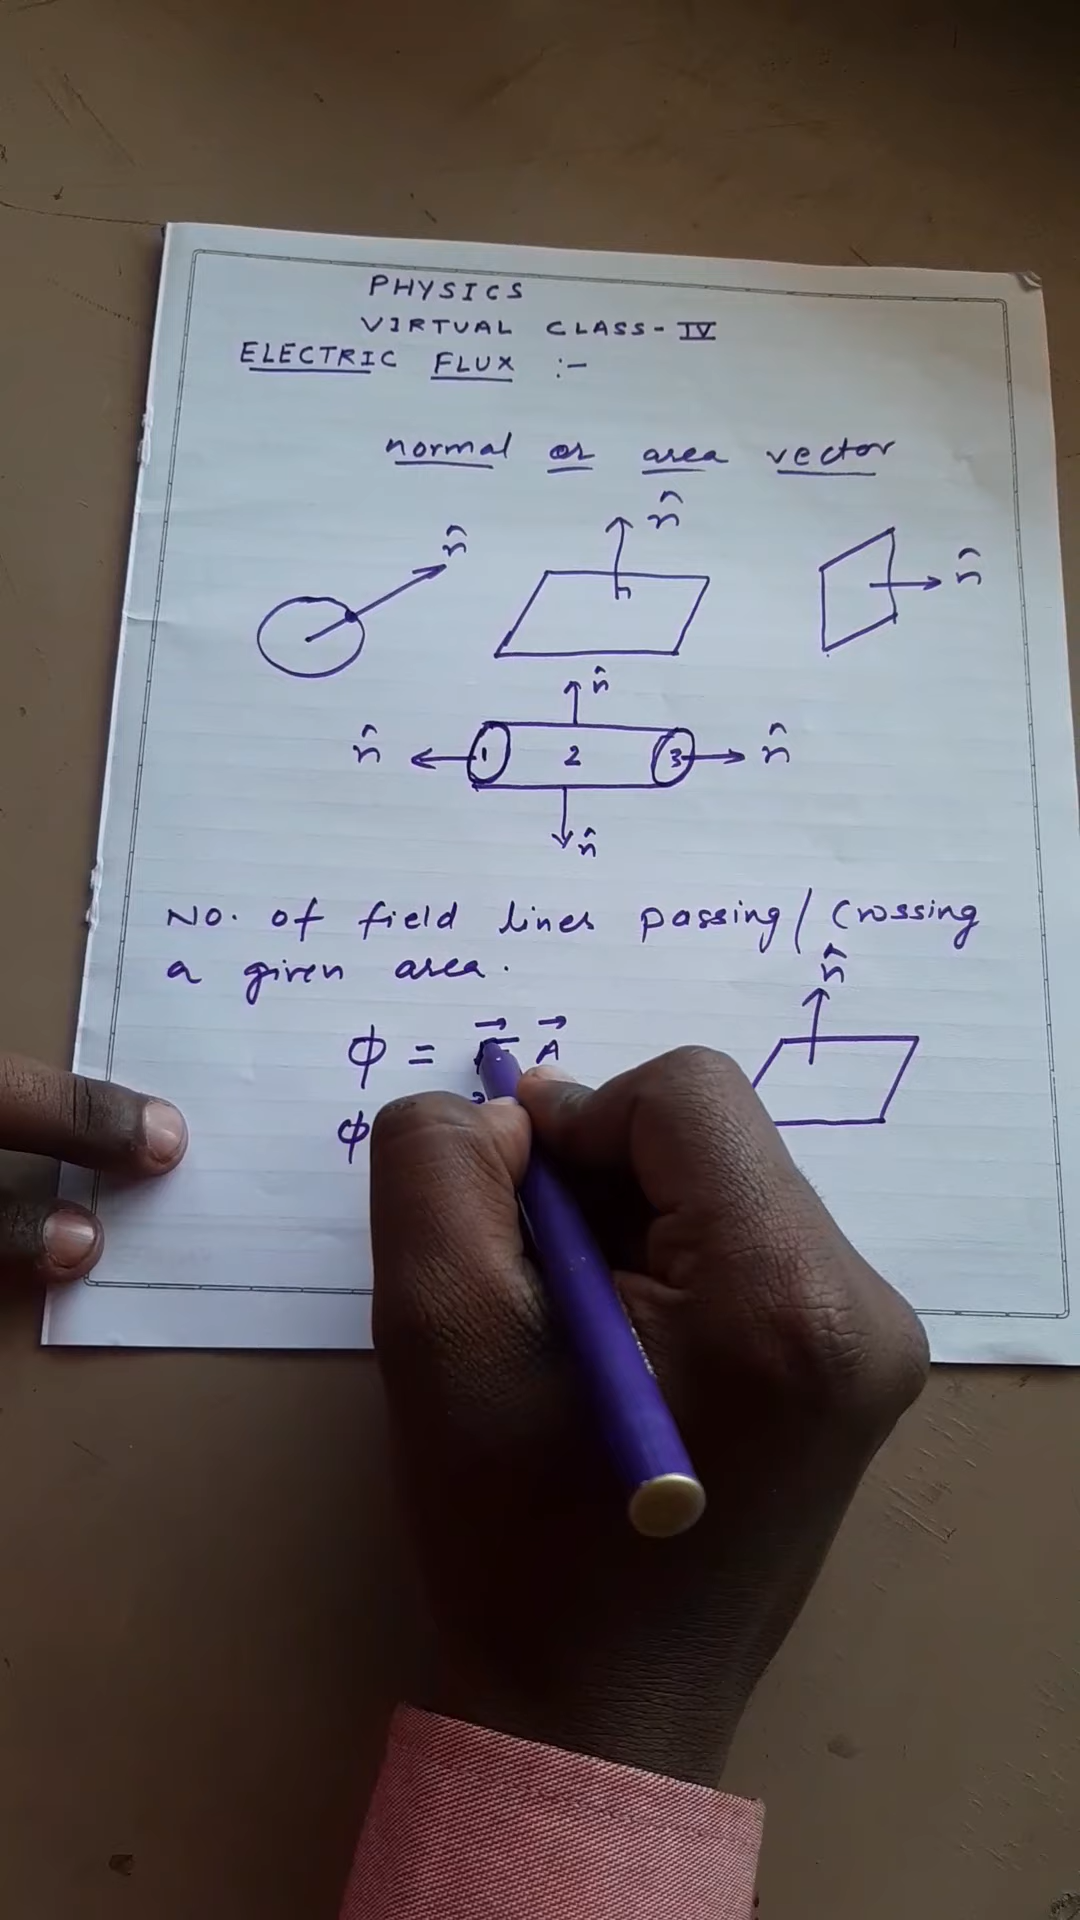 PHYSICS
VIRTUAL CLASS-IV
ELECTRIC FLUX :-
normal or area vector
n̂
n̂
n̂
n̂
n̂ 1 2 3 n̂
n̂
No. of field lines passing/crossing
a given area.
n̂
ϕ = E⃗ A⃗
ϕ